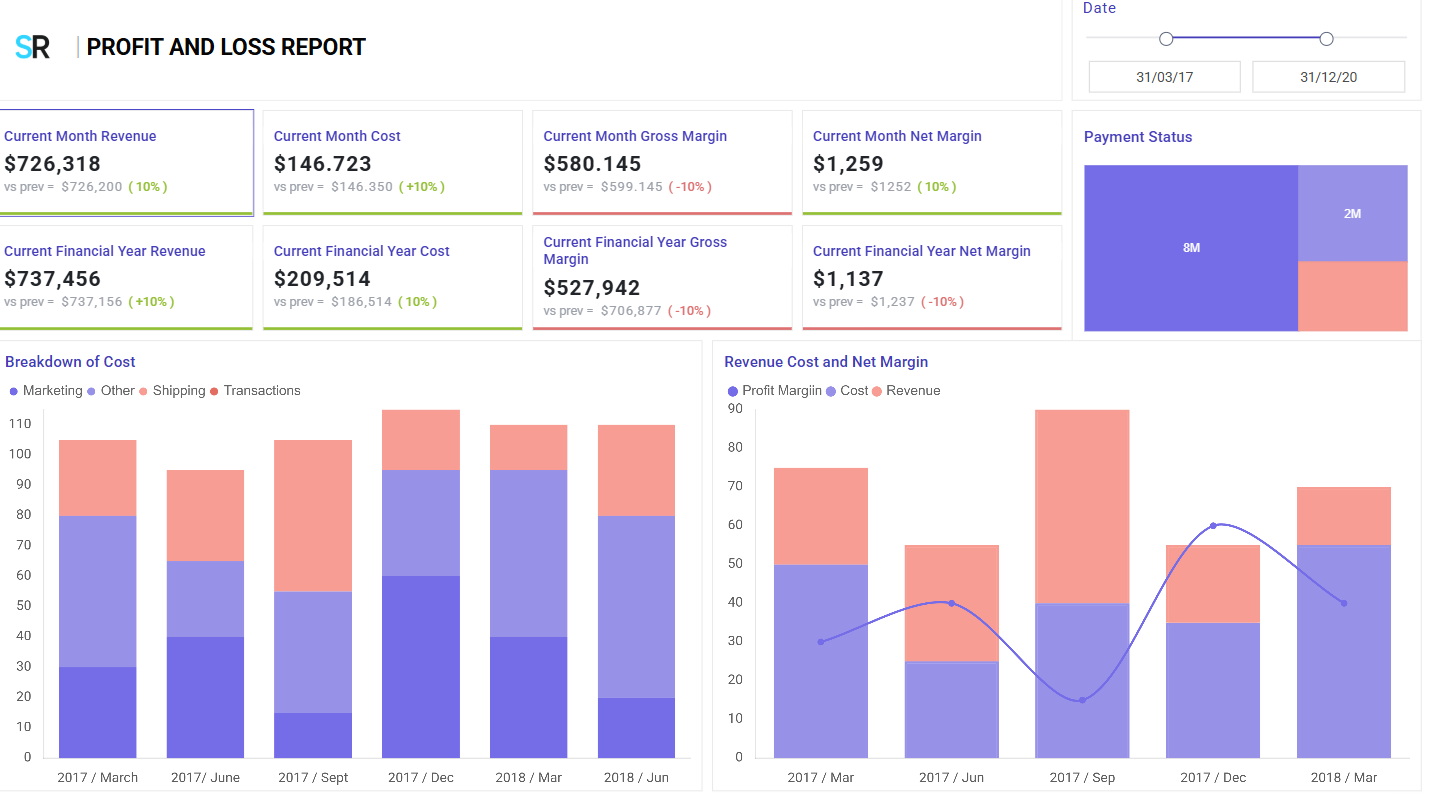 Date
SR
PROFIT AND LOSS REPORT
31/03/17
31/12/20
Current Month Revenue
$726,318
vs prev = $726,200 ( 10% )
Current Month Cost
$146.723
vs prev = $146.350 ( +10% )
Current Month Gross Margin
$580.145
vs prev = $599.145 ( -10% )
Current Month Net Margin
$1,259
vs prev = $1252 ( 10% )
Payment Status
8M
2M
Current Financial Year Revenue
$737,456
vs prev = $737,156 ( +10% )
Current Financial Year Cost
$209,514
vs prev = $186,514 ( 10% )
Current Financial Year Gross
Margin
$527,942
vs prev = $706,877 ( -10% )
Current Financial Year Net Margin
$1,137
vs prev = $1,237 ( -10% )
Breakdown of Cost
Marketing Other Shipping Transactions
110
100
90
80
70
60
50
40
30
20
10
0
2017 / March 2017/ June 2017 / Sept 2017 / Dec 2018 / Mar 2018 / Jun
Revenue Cost and Net Margin
Profit Margiin Cost Revenue
90
80
70
60
50
40
30
20
10
0
2017 / Mar 2017 / Jun 2017 / Sep 2017 / Dec 2018 / Mar